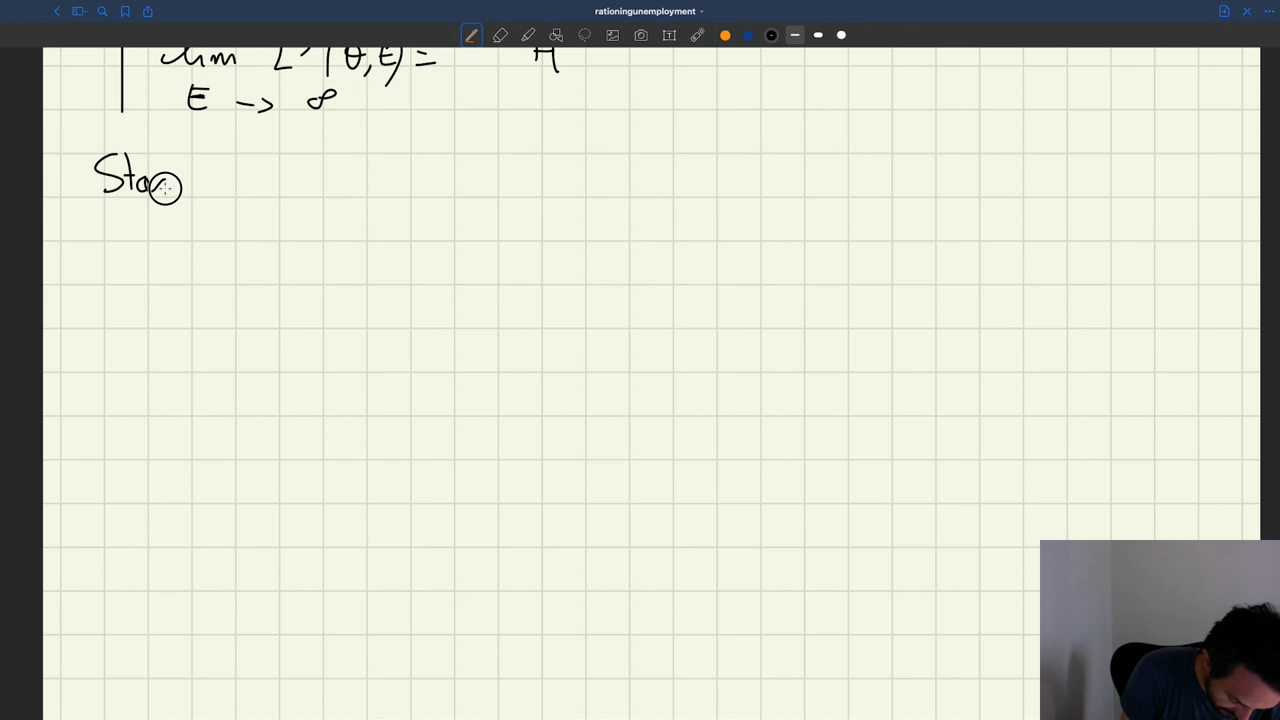 rationingunemployment
lim L^s (θ, E) = H
E -> ∞
Sta